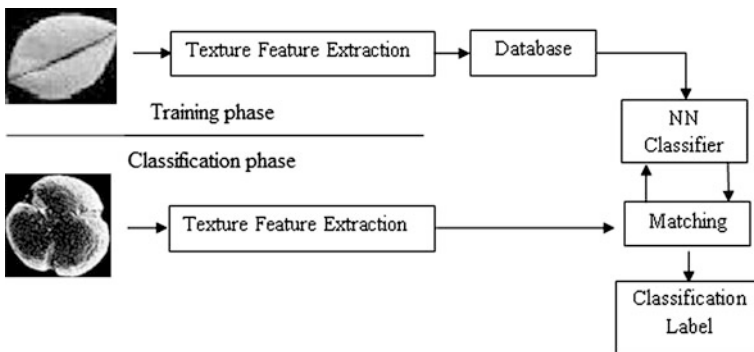 Texture Feature Extraction
Database
Training phase
NN
Classifier
Classification phase
Texture Feature Extraction
Matching
Classification
Label